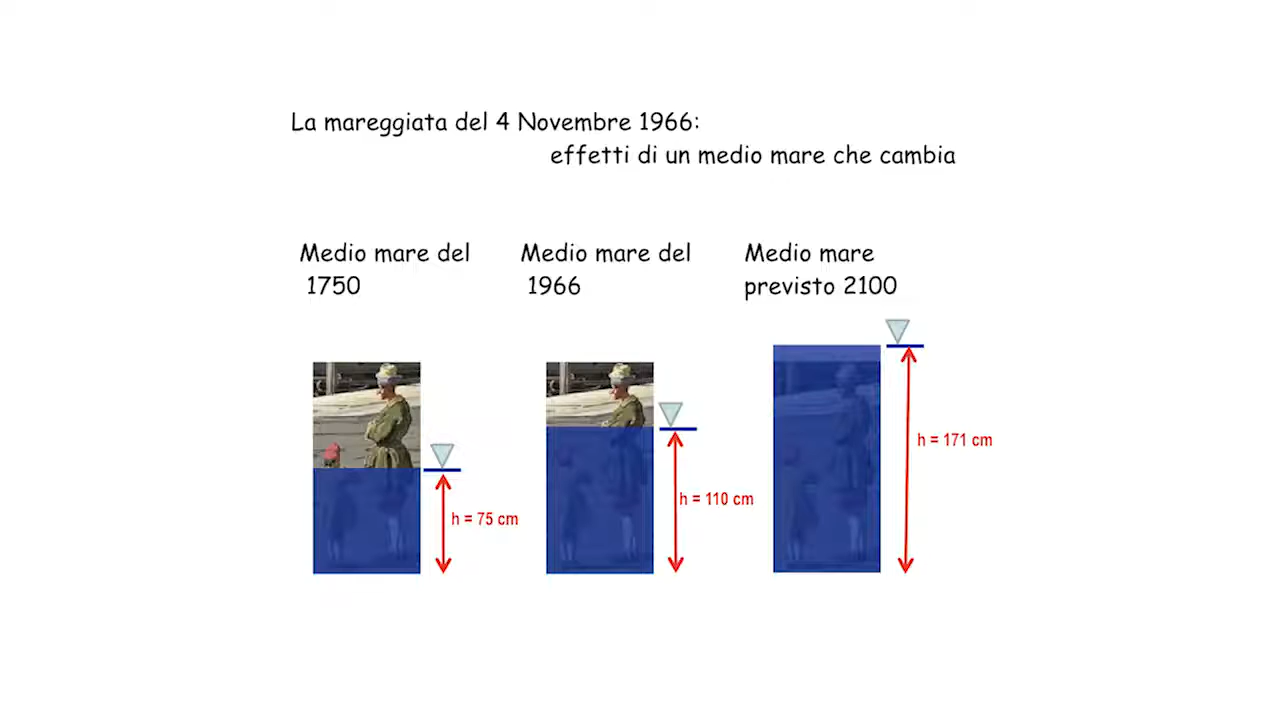 La mareggiata del 4 Novembre 1966:
effetti di un medio mare che cambia
Medio mare del
1750
Medio mare del
1966
Medio mare
previsto 2100
h = 75 cm
h = 110 cm
h = 171 cm